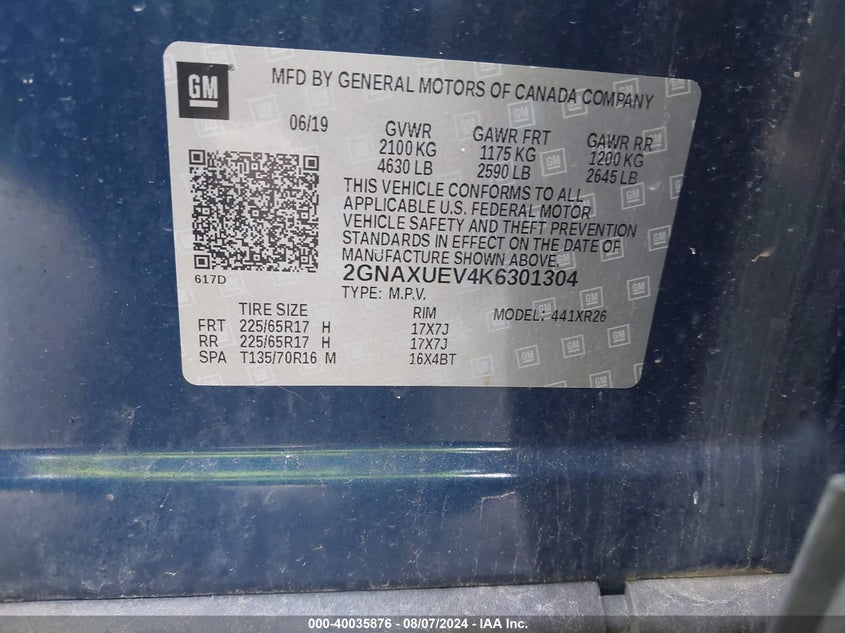 GM
MFD BY GENERAL MOTORS OF CANADA COMPANY
06/19
GVWR GAWR FRT GAWR RR
2100 KG 1175 KG 1200 KG
4630 LB 2590 LB 2645 LB
THIS VEHICLE CONFORMS TO ALL
APPLICABLE U.S. FEDERAL MOTOR
VEHICLE SAFETY AND THEFT PREVENTION
STANDARDS IN EFFECT ON THE DATE OF
MANUFACTURE SHOWN ABOVE.
617D
2GNAXUEV4K6301304
TYPE: M.P.V.
TIRE SIZE RIM MODEL: 441XR26
FRT 225/65R17 H 17X7J
RR 225/65R17 H 17X7J
SPA T135/70R16 M 16X4BT
000-40035876 - 08/07/2024 - IAA Inc.